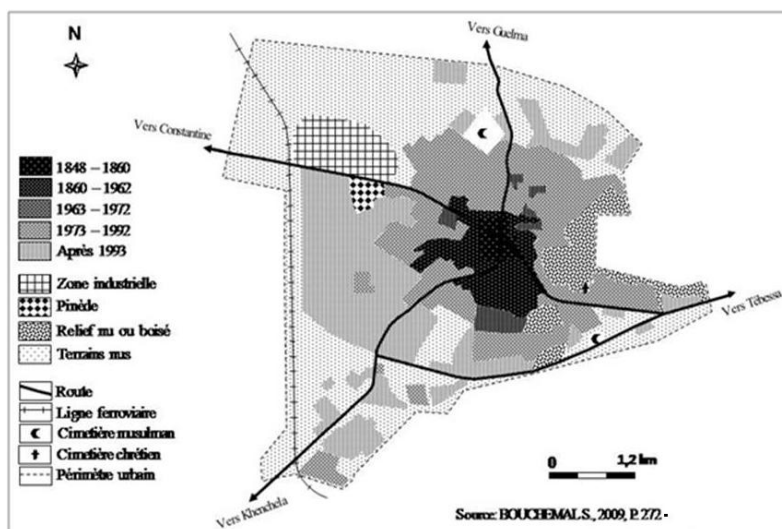 N
Vers Guelma
Vers Constantine
1848 – 1860
1860 – 1962
1963 – 1972
1973 – 1992
Après 1993
Zone industrielle
Pinède
Relief nu ou boisé
Terrains nus
Route
Ligne ferroviaire
Cimetière musulman
Cimetière chrétien
Périmètre urbain
Vers Tébessa
Vers Khenchela
0 1,2 km
Source: BOUCHEMAL S., 2009, P. 272 -